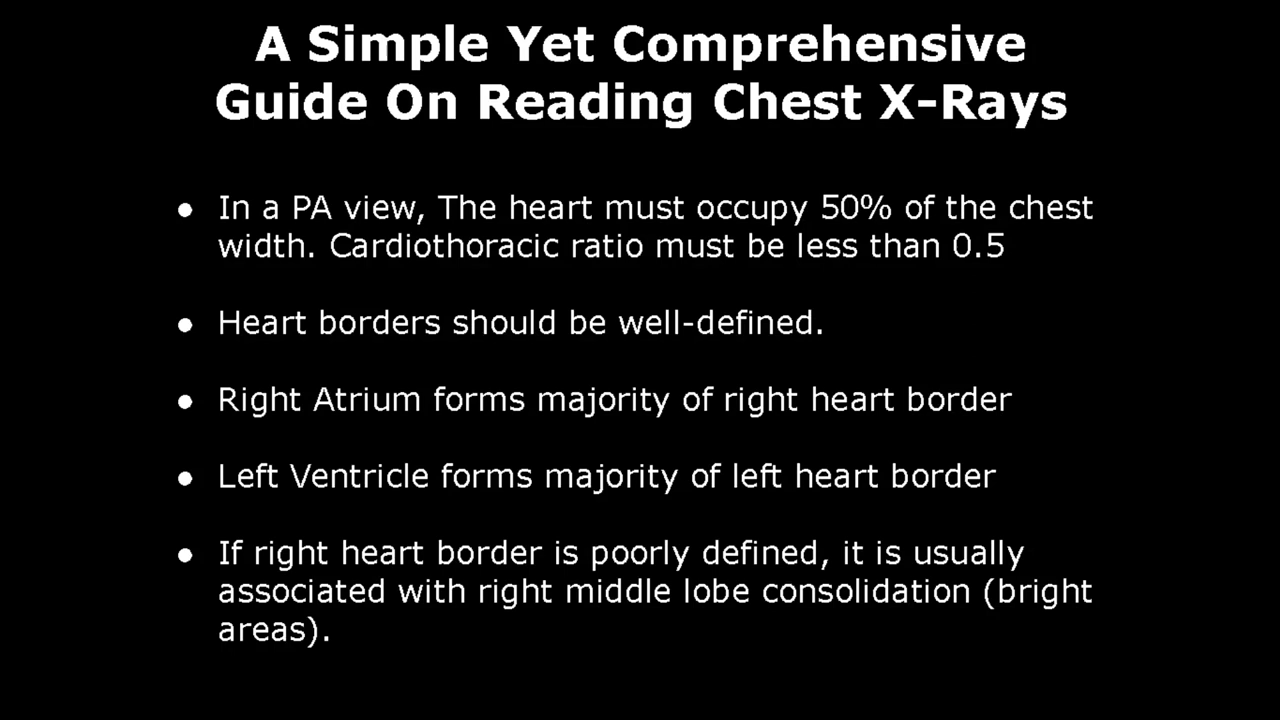 A Simple Yet Comprehensive
Guide On Reading Chest X-Rays
● In a PA view, The heart must occupy 50% of the chest
width. Cardiothoracic ratio must be less than 0.5
● Heart borders should be well-defined.
● Right Atrium forms majority of right heart border
● Left Ventricle forms majority of left heart border
● If right heart border is poorly defined, it is usually
associated with right middle lobe consolidation (bright
areas).